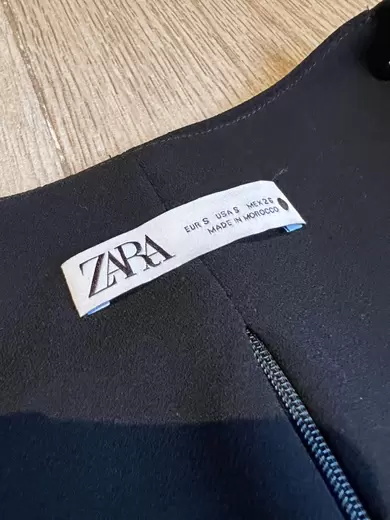 ZARA
EUR S USA S MEX 26
MADE IN MOROCCO